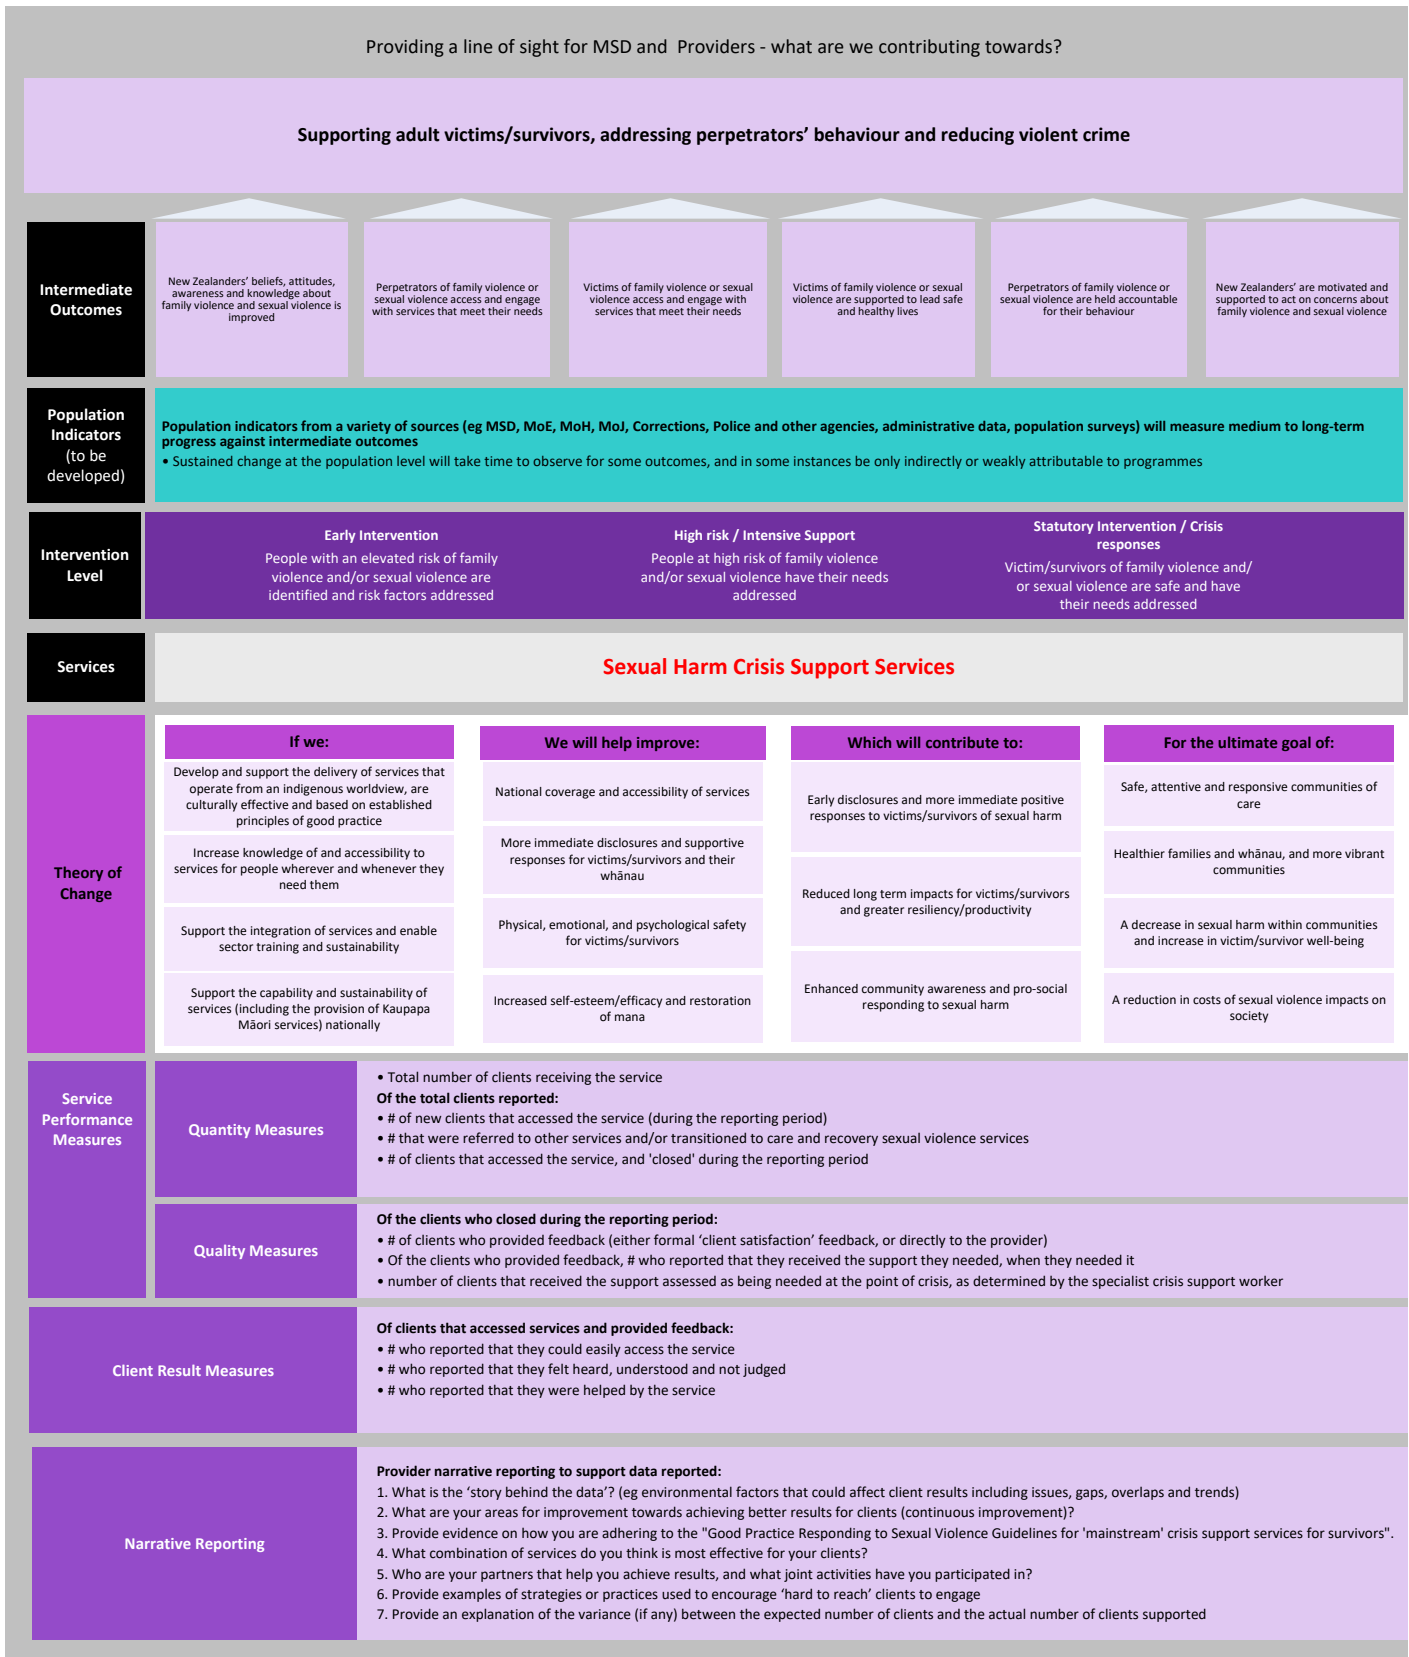 Providing a line of sight for MSD and  Providers - what are we contributing towards?
Supporting adult victims/survivors, addressing perpetrators’ behaviour and reducing violent crime
Intermediate
Outcomes
New Zealanders’ beliefs, attitudes,
awareness and knowledge about
family violence and sexual violence is
improved
Perpetrators of family violence or
sexual violence access and engage
with services that meet their needs
Victims of family violence or sexual
violence access and engage with
services that meet their needs
Victims of family violence or sexual
violence are supported to lead safe
and healthy lives
Perpetrators of family violence or
sexual violence are held accountable
for their behaviour
New Zealanders’ are motivated and
supported to act on concerns about
family violence and sexual violence
Population
Indicators
(to be
developed)
Population indicators from a variety of sources (eg MSD, MoE, MoH, MoJ, Corrections, Police and other agencies, administrative data, population surveys) will measure medium to long-term
progress against intermediate outcomes
• Sustained change at the population level will take time to observe for some outcomes, and in some instances be only indirectly or weakly attributable to programmes
Intervention
Level
Early Intervention
People with an elevated risk of family
violence and/or sexual violence are
identified and risk factors addressed
High risk / Intensive Support
People at high risk of family violence
and/or sexual violence have their needs
addressed
Statutory Intervention / Crisis
responses
Victim/survivors of family violence and/
or sexual violence are safe and have
their needs addressed
Services
Sexual Harm Crisis Support Services
Theory of
Change
If we:
Develop and support the delivery of services that
operate from an indigenous worldview, are
culturally effective and based on established
principles of good practice
Increase knowledge of and accessibility to
services for people wherever and whenever they
need them
Support the integration of services and enable
sector training and sustainability
Support the capability and sustainability of
services (including the provision of Kaupapa
Māori services) nationally
We will help improve:
National coverage and accessibility of services
More immediate disclosures and supportive
responses for victims/survivors and their
whānau
Physical, emotional, and psychological safety
for victims/survivors
Increased self-esteem/efficacy and restoration
of mana
Which will contribute to:
Early disclosures and more immediate positive
responses to victims/survivors of sexual harm
Reduced long term impacts for victims/survivors
and greater resiliency/productivity
Enhanced community awareness and pro-social
responding to sexual harm
For the ultimate goal of:
Safe, attentive and responsive communities of
care
Healthier families and whānau, and more vibrant
communities
A decrease in sexual harm within communities
and increase in victim/survivor well-being
A reduction in costs of sexual violence impacts on
society
Service
Performance
Measures
Quantity Measures
• Total number of clients receiving the service
Of the total clients reported:
• # of new clients that accessed the service (during the reporting period)
• # that were referred to other services and/or transitioned to care and recovery sexual violence services
• # of clients that accessed the service, and 'closed' during the reporting period
Quality Measures
Of the clients who closed during the reporting period:
• # of clients who provided feedback (either formal ‘client satisfaction’ feedback, or directly to the provider)
• Of the clients who provided feedback, # who reported that they received the support they needed, when they needed it
• number of clients that received the support assessed as being needed at the point of crisis, as determined by the specialist crisis support worker
Client Result Measures
Of clients that accessed services and provided feedback:
• # who reported that they could easily access the service
• # who reported that they felt heard, understood and not judged
• # who reported that they were helped by the service
Narrative Reporting
Provider narrative reporting to support data reported:
1. What is the ‘story behind the data’? (eg environmental factors that could affect client results including issues, gaps, overlaps and trends)
2. What are your areas for improvement towards achieving better results for clients (continuous improvement)?
3. Provide evidence on how you are adhering to the "Good Practice Responding to Sexual Violence Guidelines for 'mainstream' crisis support services for survivors".
4. What combination of services do you think is most effective for your clients?
5. Who are your partners that help you achieve results, and what joint activities have you participated in?
6. Provide examples of strategies or practices used to encourage ‘hard to reach’ clients to engage
7. Provide an explanation of the variance (if any) between the expected number of clients and the actual number of clients supported